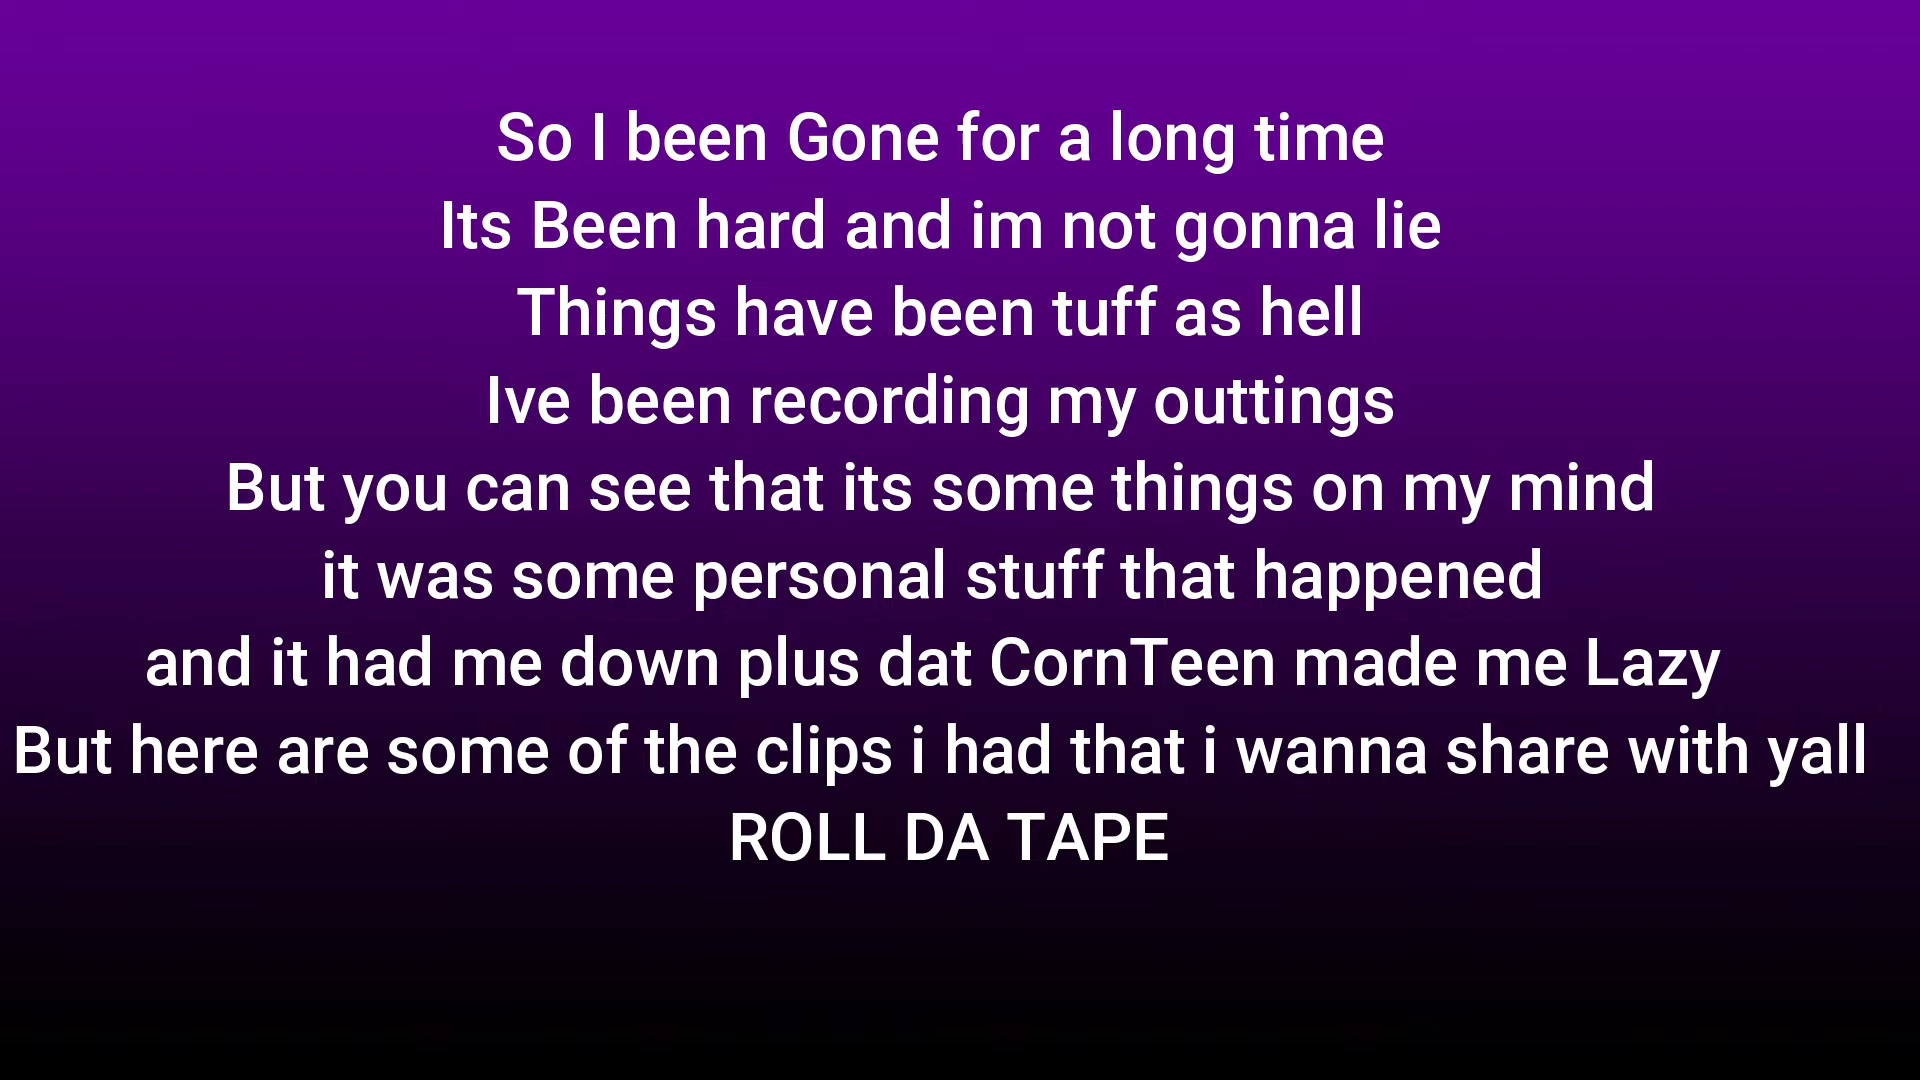 So I been Gone for a long time
Its Been hard and im not gonna lie
Things have been tuff as hell
Ive been recording my outtings
But you can see that its some things on my mind
it was some personal stuff that happened
and it had me down plus dat CornTeen made me Lazy
But here are some of the clips i had that i wanna share with yall
ROLL DA TAPE